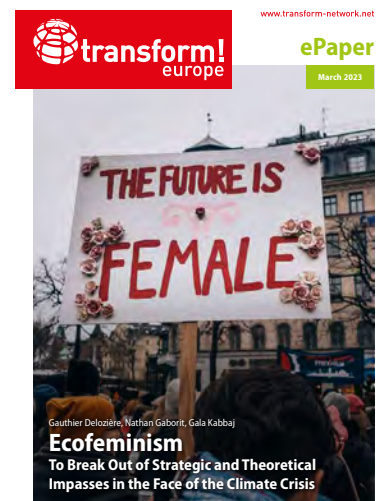 www.transform-network.net
transform!
europe
ePaper
March 2023
THE FUTURE IS
FEMALE
Gauthier Delozière, Nathan Gaborit, Gala Kabbaj
Ecofeminism
To Break Out of Strategic and Theoretical
Impasses in the Face of the Climate Crisis